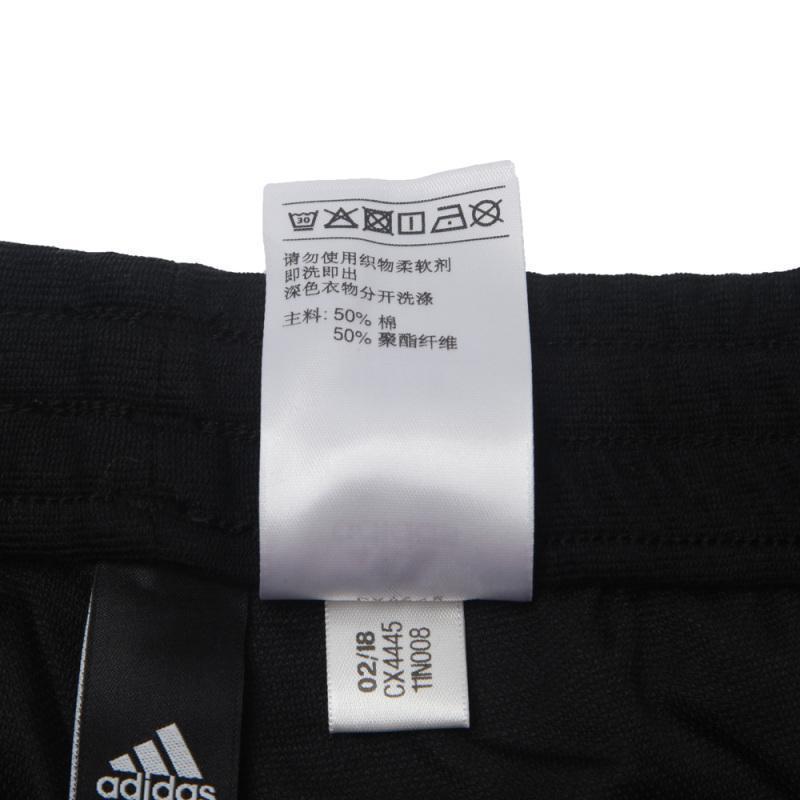 30
请勿使用织物柔软剂
即洗即出
深色衣物分开洗涤
主料: 50% 棉
50% 聚酯纤维
02/18
CX4445
11N008
adidas